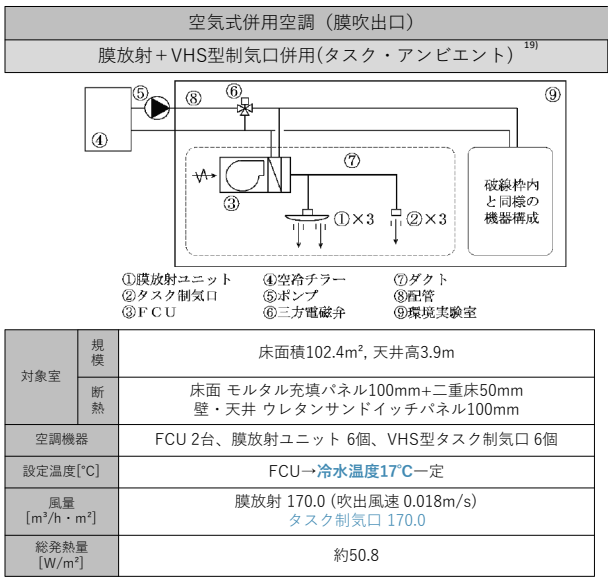 空気式併用空調（膜吹出口）
膜放射＋VHS型制気口併用(タスク・アンビエント) 19)
⑤
⑧
⑥
⑨
④
⑦
③
①×3
②×3
破線枠内
と同様の
機器構成
①膜放射ユニット ④空冷チラー ⑦ダクト
②タスク制気口 ⑤ポンプ ⑧配管
③ＦＣＵ ⑥三方電磁弁 ⑨環境実験室
対象室
規模
床面積102.4m², 天井高3.9m
断熱
床面 モルタル充填パネル100mm+二重床50mm
壁・天井 ウレタンサンドイッチパネル100mm
空調機器
FCU 2台、膜放射ユニット 6個、VHS型タスク制気口 6個
設定温度[°C]
FCU→冷水温度17℃一定
風量
[m³/h・m²]
膜放射 170.0 (吹出風速 0.018m/s)
タスク制気口 170.0
総発熱量
[W/m²]
約50.8